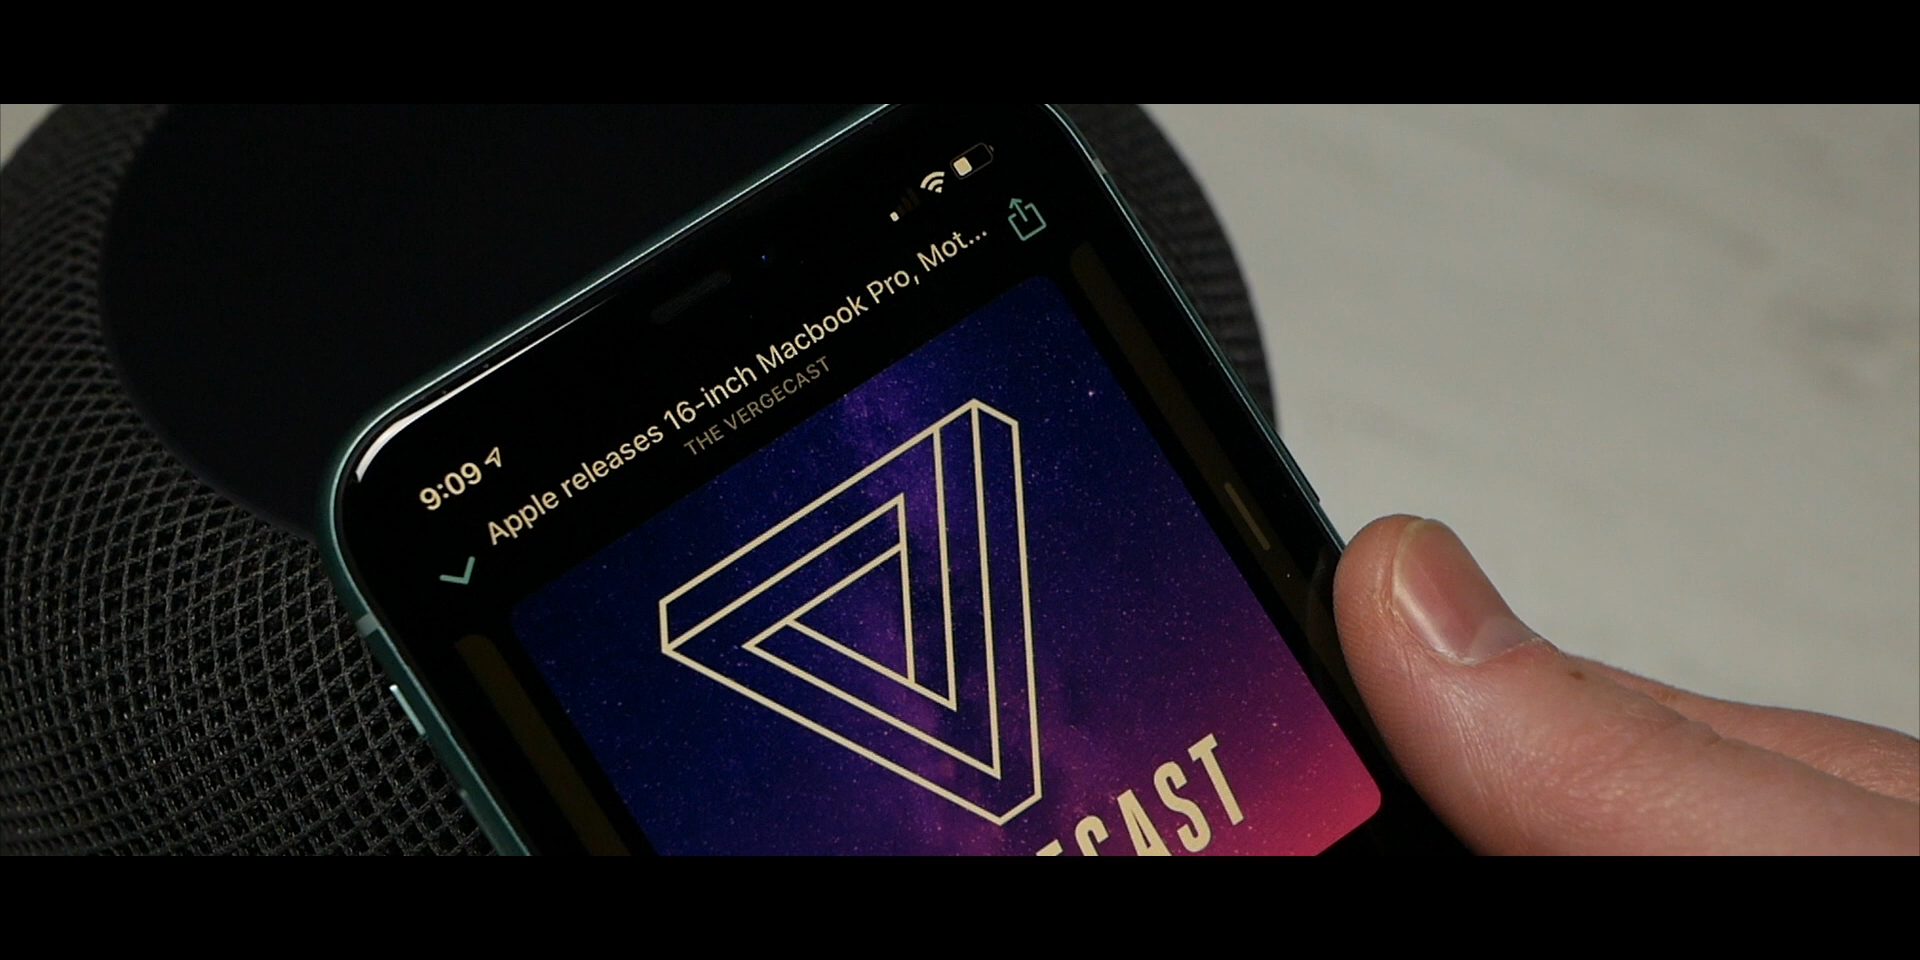 9:09
Apple releases 16-inch Macbook Pro, Mot...
THE VERGECAST
ECAST